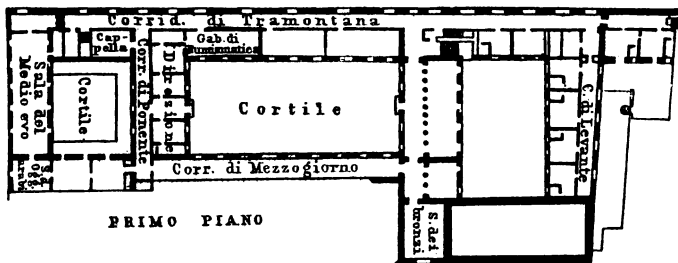 Corrid. di Tramontana
Cap-
pella
Gab. di
Numismatica
Sala del
Medio evo
Cortile
Corr. di Ponente
Direzione
Cortile
C. di Levante
Corr. di Mezzogiorno
S. dei
bronzi
PRIMO PIANO